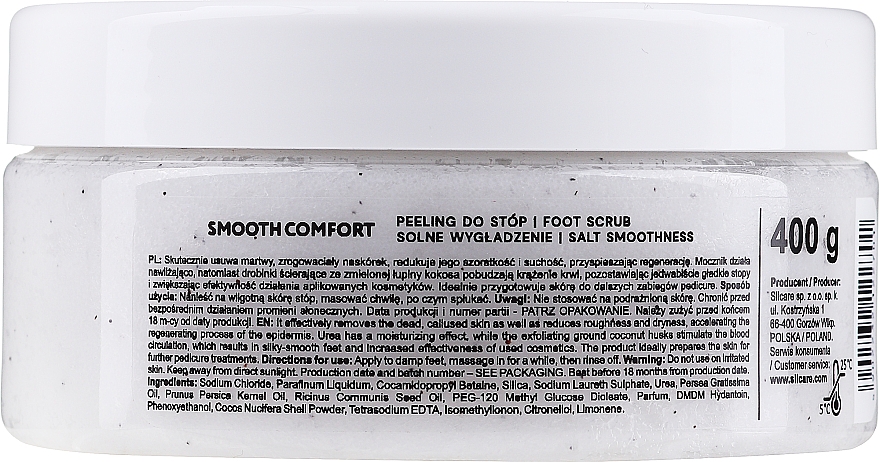 SMOOTH COMFORT
PEELING DO STÓP | FOOT SCRUB
SOLNE WYGŁADZENIE | SALT SMOOTHNESS
PL: Skutecznie usuwa martwy, zrogowaciały naskórek, redukuje jego szorstkość i suchość, przyspieszając regenerację. Mocznik działa
nawilżająco, natomiast drobinki ścierające ze zmielonej łupiny kokosa pobudzają krążenie krwi, pozostawiając jedwabiście gładkie stopy
i zwiększając efektywność działania aplikowanych kosmetyków. Idealnie przygotowuje skórę do dalszych zabiegów pedicure. Sposób
użycia: Nanieść na wilgotną skórę stóp, masować chwilę, po czym spłukać. Uwagi: Nie stosować na podrażnioną skórę. Chronić przed
bezpośrednim działaniem promieni słonecznych. Data produkcji i numer partii - PATRZ OPAKOWANIE. Należy zużyć przed końcem
18 m-cy od daty produkcji. EN: It effectively removes the dead, callused skin as well as reduces roughness and dryness, accelerating the
regenerating process of the epidermis. Urea has a moisturizing effect, while the exfoliating ground coconut husks stimulate the blood
circulation, which results in silky-smooth feet and increased effectiveness of used cosmetics. The product ideally prepares the skin for
further pedicure treatments. Directions for use: Apply to damp feet, massage in for a while, then rinse off. Warning: Do not use on irritated
skin. Keep away from direct sunlight. Production date and batch number – SEE PACKAGING. Best before 18 months from production date.
Ingredients: Sodium Chloride, Paraffinum Liquidum, Cocamidopropyl Betaine, Silica, Sodium Laureth Sulphate, Urea, Persea Gratissima
Oil, Prunus Persica Kernel Oil, Ricinus Communis Seed Oil, PEG-120 Methyl Glucose Dioleate, Parfum, DMDM Hydantoin,
Phenoxyethanol, Cocos Nucifera Shell Powder, Tetrasodium EDTA, Isomethylionon, Citronellol, Limonene.
400 g
Producent / Producer:
Silcare sp. z o.o. sp. k.
ul. Kostrzyńska 1
66-400 Gorzów Wlkp.
POLSKA / POLAND.
Serwis konsumenta
/ Customer service:
www.silcare.com
25°C
5°C